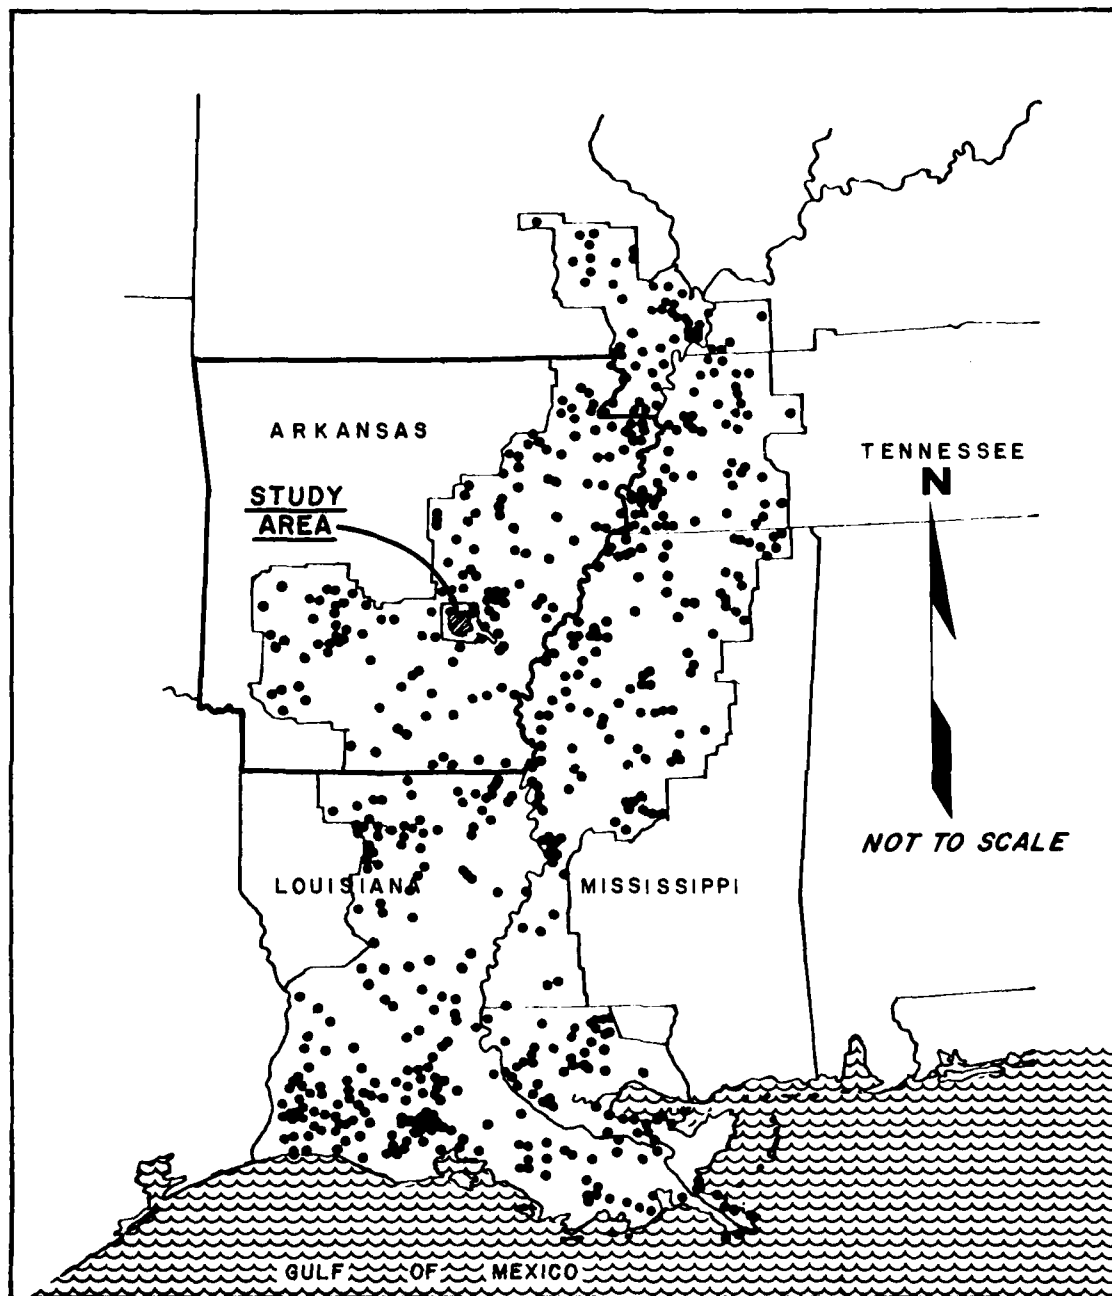 ARKANSAS
TENNESSEE
N
STUDY
AREA
NOT TO SCALE
LOUISIANA
MISSISSIPPI
GULF OF MEXICO